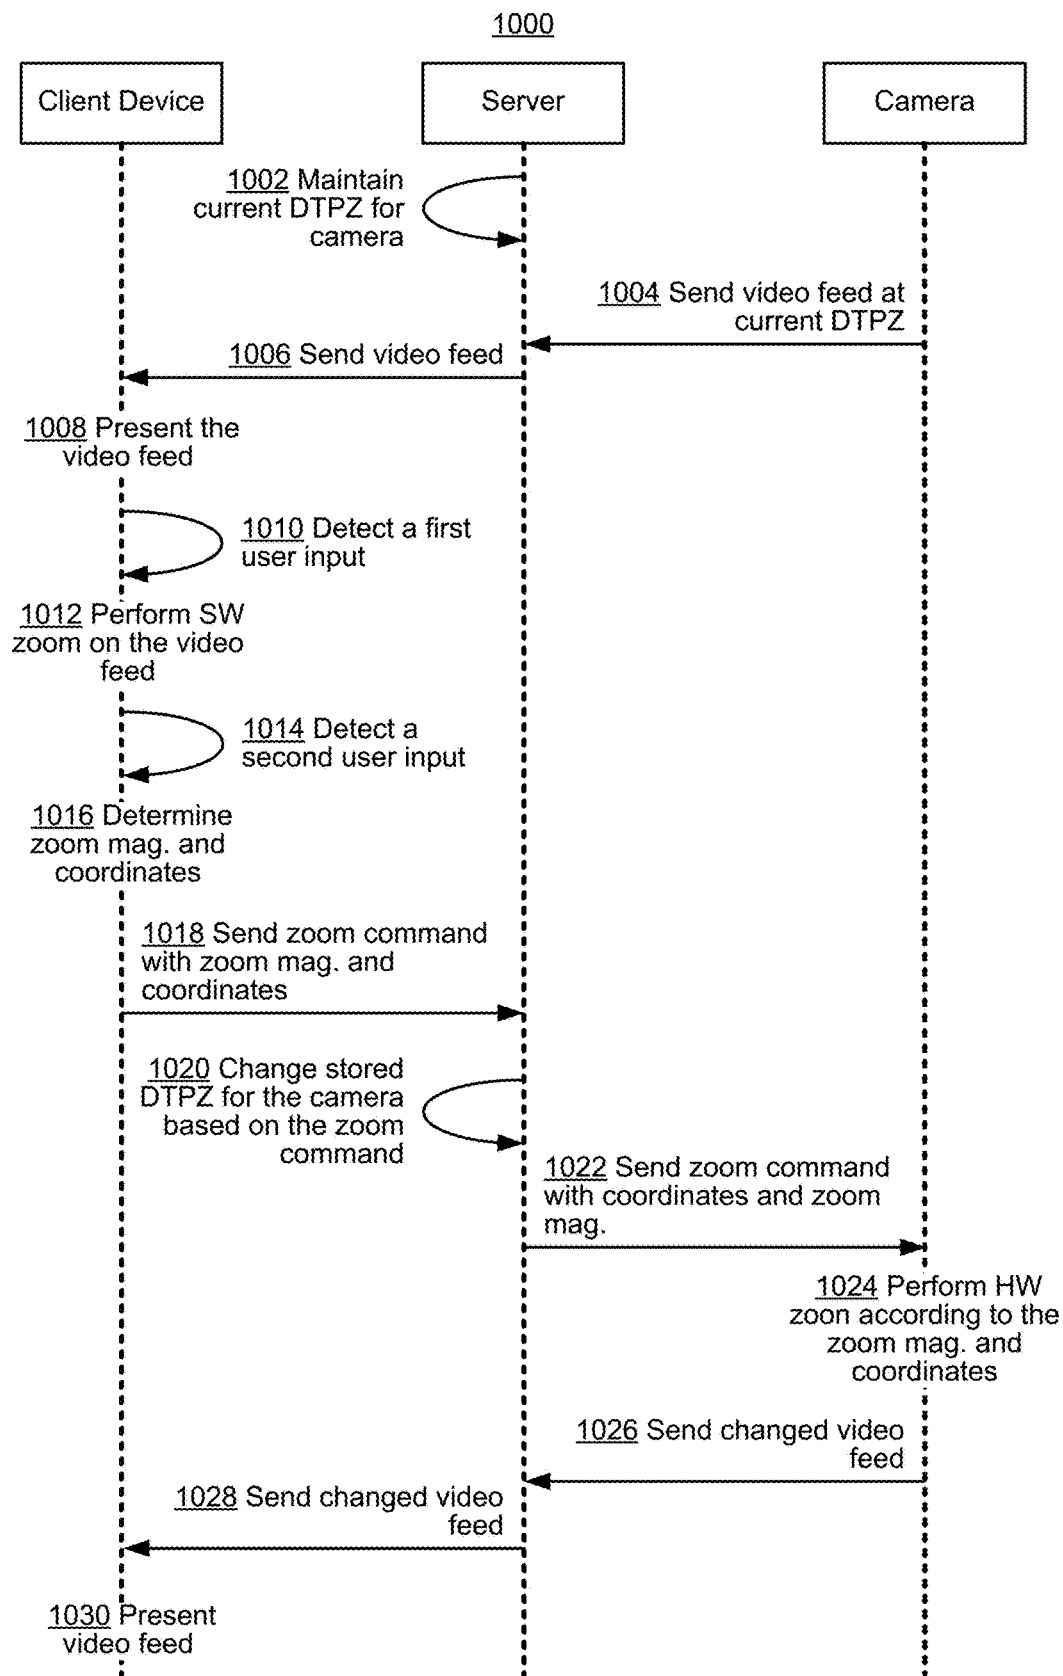 1000
Client Device
Server
Camera
1002 Maintain
current DTPZ for
camera
1004 Send video feed at
current DTPZ
1006 Send video feed
1008 Present the
video feed
1010 Detect a first
user input
1012 Perform SW
zoom on the video
feed
1014 Detect a
second user input
1016 Determine
zoom mag. and
coordinates
1018 Send zoom command
with zoom mag. and
coordinates
1020 Change stored
DTPZ for the camera
based on the zoom
command
1022 Send zoom command
with coordinates and zoom
mag.
1024 Perform HW
zoon according to the
zoom mag. and
coordinates
1026 Send changed video
feed
1028 Send changed video
feed
1030 Present
video feed